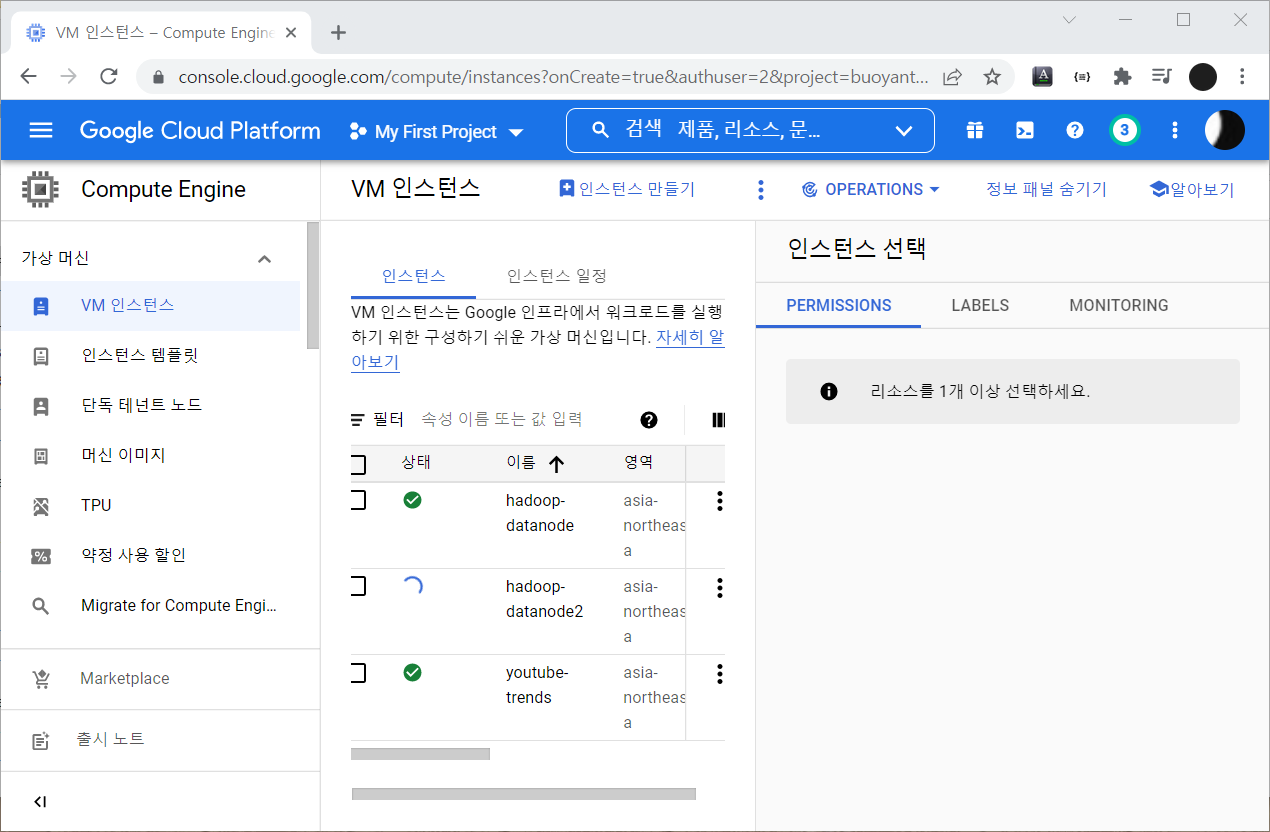 VM 인스턴스 – Compute Engine
console.cloud.google.com/compute/instances?onCreate=true&authuser=2&project=buoyant...
A
{≡}
Google Cloud Platform
My First Project
검색 제품, 리소스, 문...
3
Compute Engine
VM 인스턴스
인스턴스 만들기
OPERATIONS
정보 패널 숨기기
알아보기
가상 머신
VM 인스턴스
인스턴스 템플릿
단독 테넌트 노드
머신 이미지
TPU
약정 사용 할인
Migrate for Compute Engi...
Marketplace
출시 노트
인스턴스
인스턴스 일정
VM 인스턴스는 Google 인프라에서 워크로드를 실행
하기 위한 구성하기 쉬운 가상 머신입니다. 자세히 알
아보기
필터 속성 이름 또는 값 입력
상태 이름 영역
hadoop- asia-
datanode northeas
a
hadoop- asia-
datanode2 northeas
a
youtube- asia-
trends northeas
a
인스턴스 선택
PERMISSIONS LABELS MONITORING
리소스를 1개 이상 선택하세요.